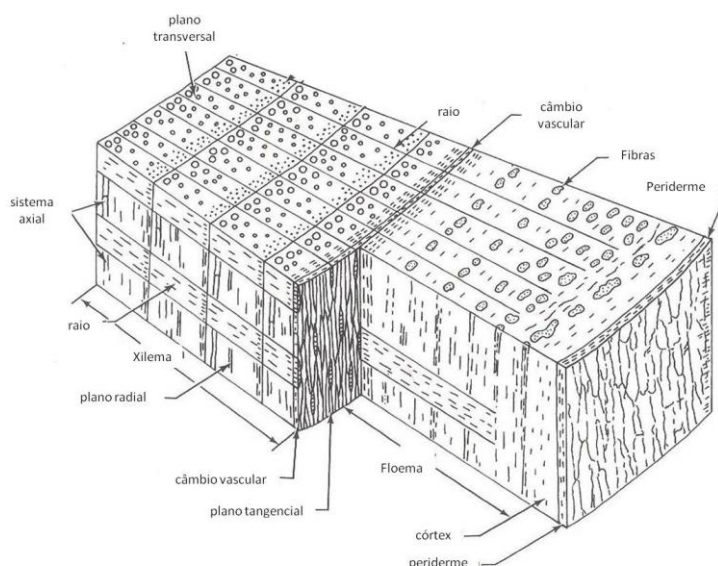 plano
transversal
raio
câmbio
vascular
Fibras
Periderme
sistema
axial
raio
Xilema
plano radial
câmbio vascular
plano tangencial
Floema
córtex
periderme